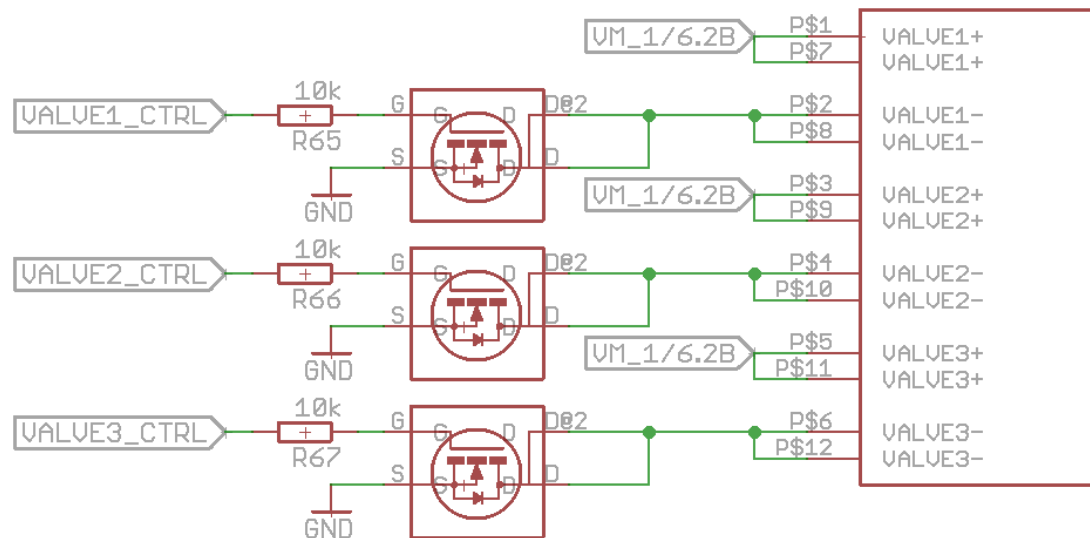 P$1
VM_1/6.2B
VALVE1+
P$7
VALVE1+
10k
G
G
D
D@2
P$2
VALVE1-
VALVE1_CTRL
R65
P$8
VALVE1-
S
S
D
D
P$3
VM_1/6.2B
VALVE2+
GND
P$9
VALVE2+
10k
G
G
D
D@2
P$4
VALVE2-
VALVE2_CTRL
R66
P$10
VALVE2-
S
S
D
D
P$5
VM_1/6.2B
VALVE3+
GND
P$11
VALVE3+
10k
G
G
D
D@2
P$6
VALVE3-
VALVE3_CTRL
R67
P$12
VALVE3-
S
S
D
D
GND